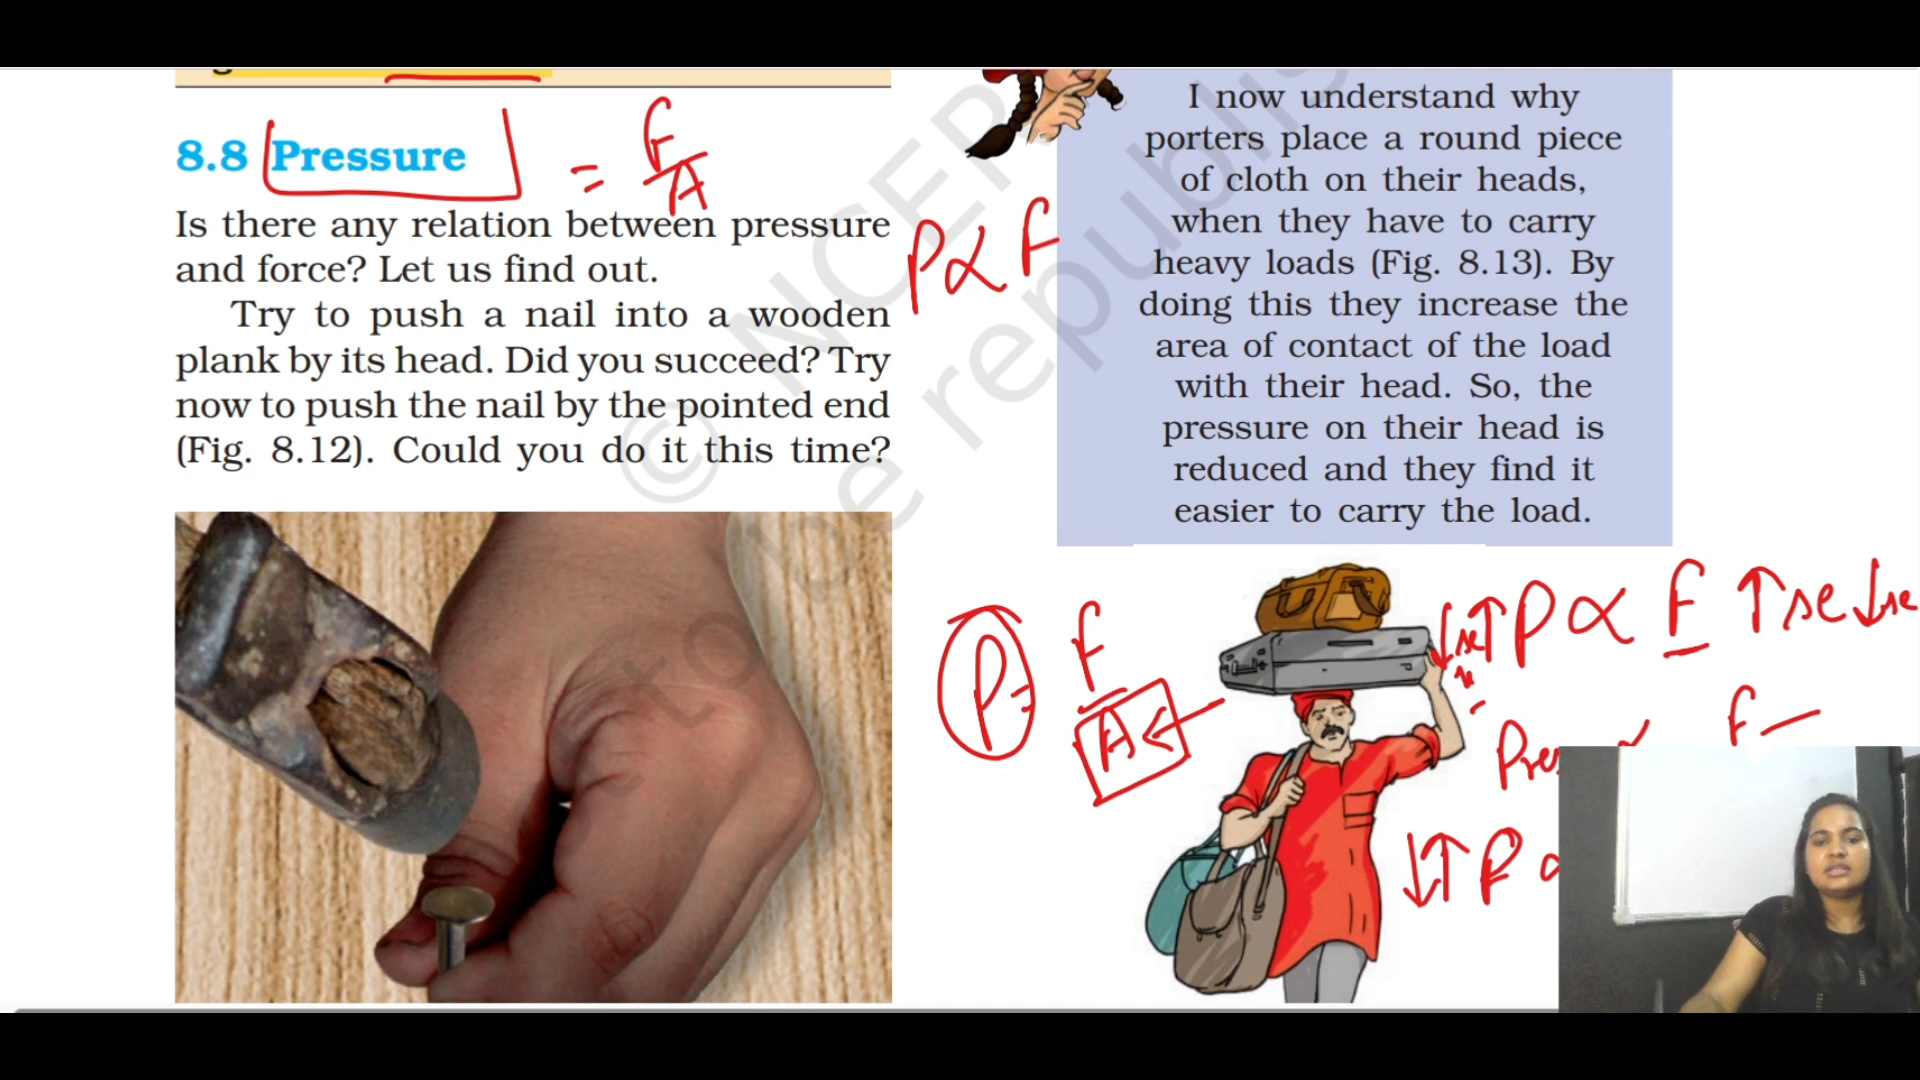 8.8 Pressure = F/A
Is there any relation between pressure
and force? Let us find out.
Try to push a nail into a wooden
plank by its head. Did you succeed? Try
now to push the nail by the pointed end
(Fig. 8.12). Could you do it this time?
P ∝ F
I now understand why
porters place a round piece
of cloth on their heads,
when they have to carry
heavy loads (Fig. 8.13). By
doing this they increase the
area of contact of the load
with their head. So, the
pressure on their head is
reduced and they find it
easier to carry the load.
P = F/A
↑P ∝ F ↑se ↓se
F
↓↑ P
© NCER
be republis